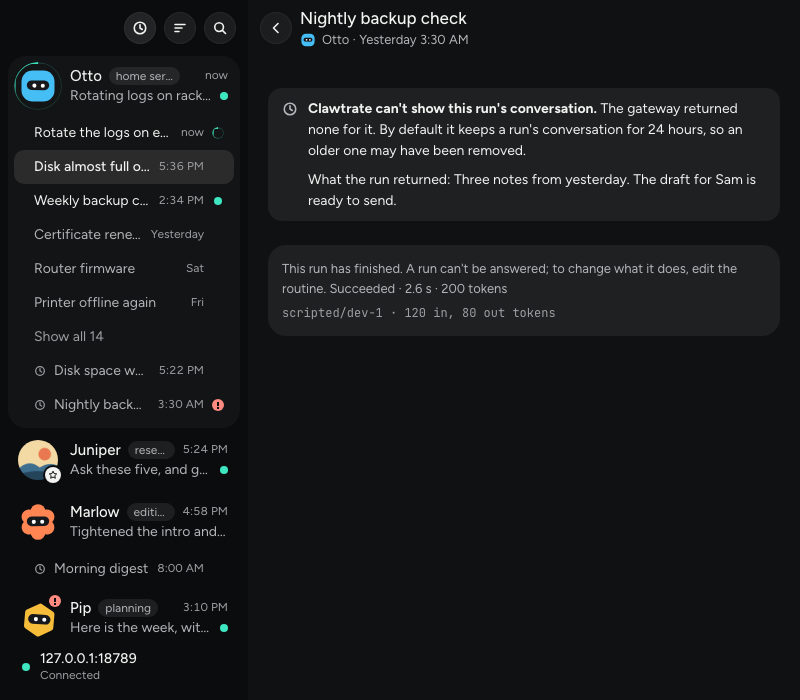 Otto home ser... now
Rotating logs on rack...
Rotate the logs on e... now
Disk almost full o... 5:36 PM
Weekly backup c... 2:34 PM
Certificate rene... Yesterday
Router firmware Sat
Printer offline again Fri
Show all 14
Disk space w... 5:22 PM
Nightly back... 3:30 AM
Juniper rese... 5:24 PM
Ask these five, and g...
Marlow editi... 4:58 PM
Tightened the intro and...
Morning digest 8:00 AM
Pip planning 3:10 PM
Here is the week, wit...
127.0.0.1:18789
Connected
Nightly backup check
Otto · Yesterday 3:30 AM
Clawtrate can't show this run's conversation. The gateway returned
none for it. By default it keeps a run's conversation for 24 hours, so an
older one may have been removed.
What the run returned: Three notes from yesterday. The draft for Sam is
ready to send.
This run has finished. A run can't be answered; to change what it does, edit the
routine. Succeeded · 2.6 s · 200 tokens
scripted/dev-1 · 120 in, 80 out tokens